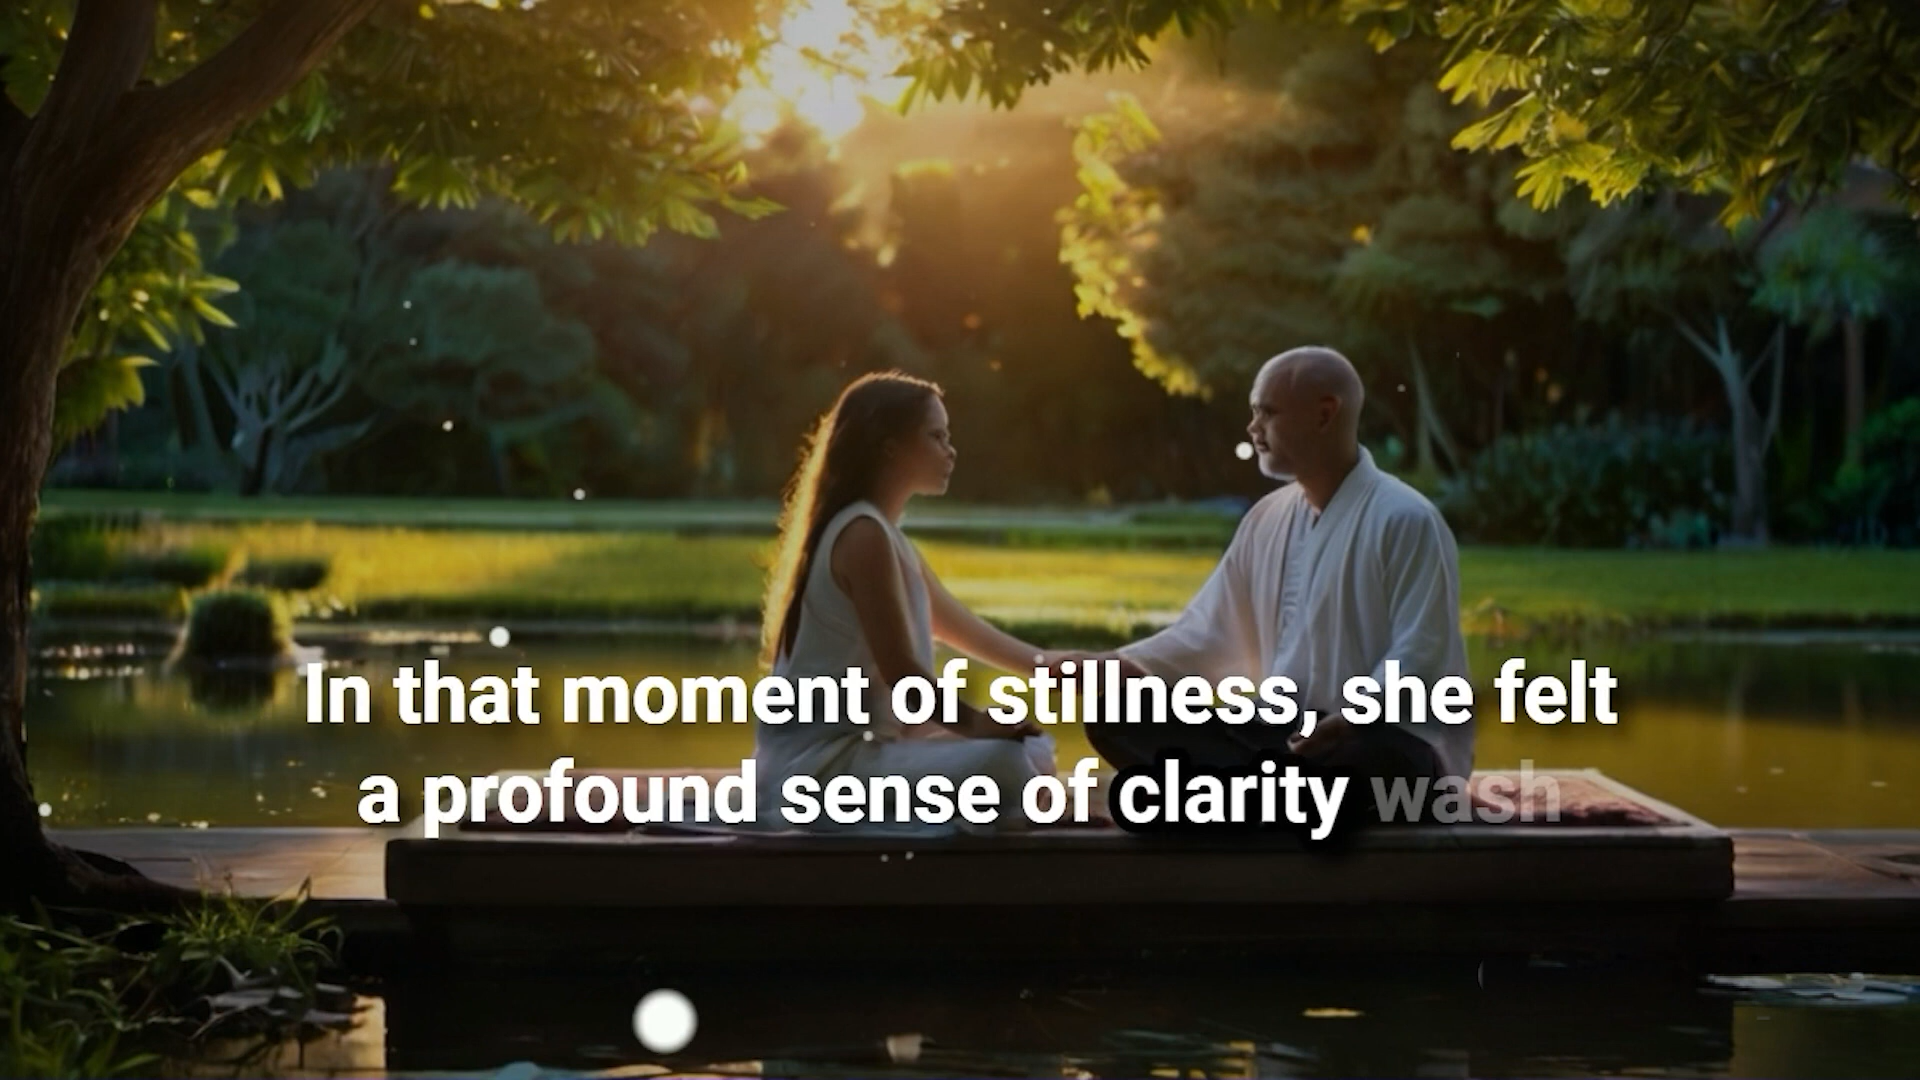 In that moment of stillness, she felt
a profound sense of clarity wash